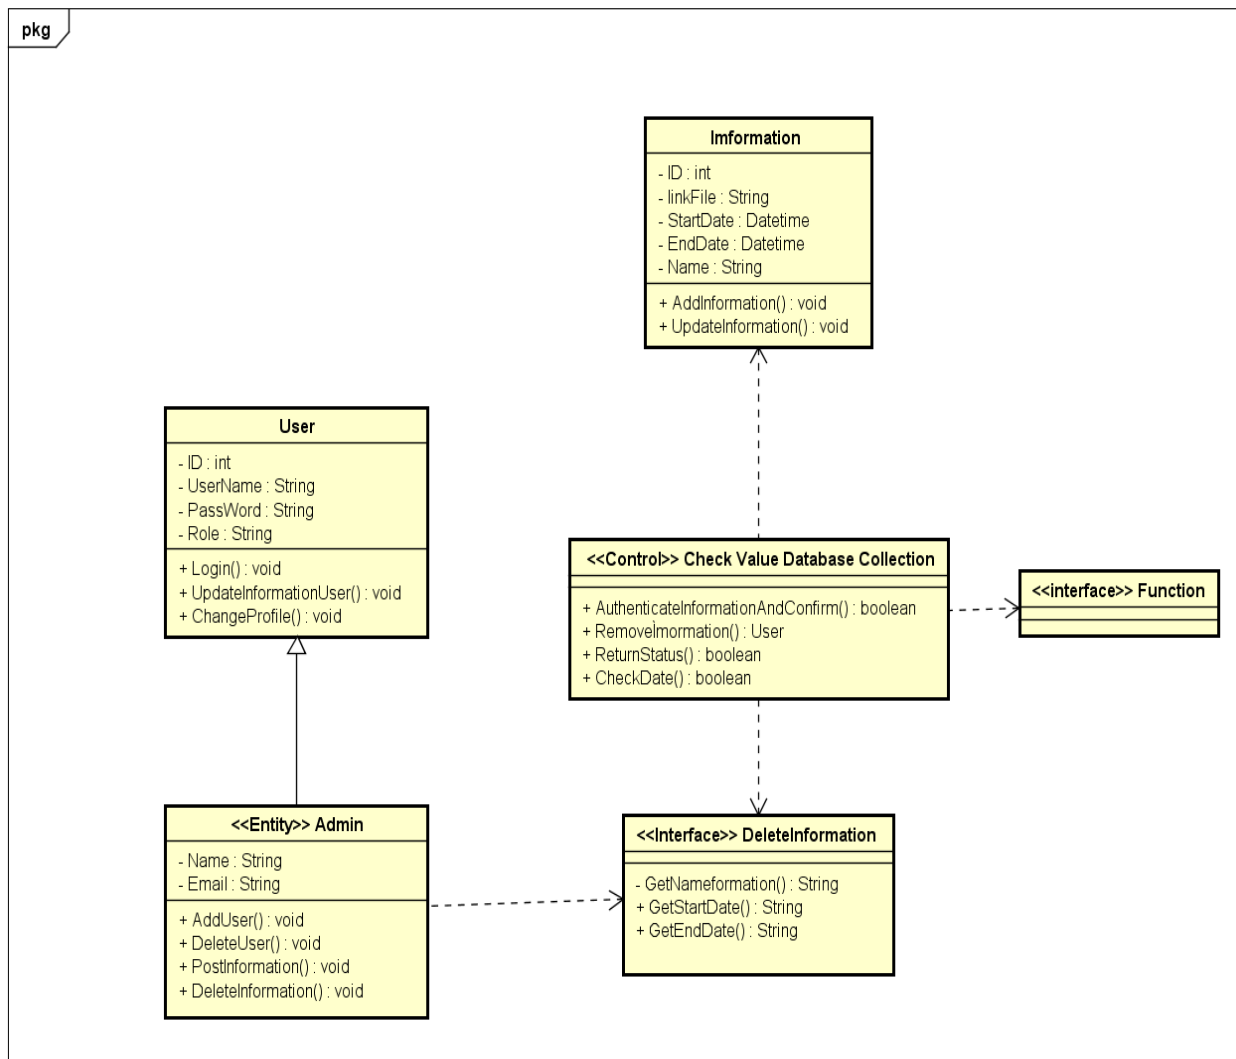 pkg
Imformation
- ID : int
- linkFile : String
- StartDate : Datetime
- EndDate : Datetime
- Name : String
+ AddInformation() : void
+ UpdateInformation() : void
User
- ID : int
- UserName : String
- PassWord : String
- Role : String
+ Login() : void
+ UpdateInformationUser() : void
+ ChangeProfile() : void
<<Control>> Check Value Database Collection
+ AuthenticateInformationAndConfirm() : boolean
+ RemoveÌmormation() : User
+ ReturnStatus() : boolean
+ CheckDate() : boolean
<<interface>> Function
<<Entity>> Admin
- Name : String
- Email : String
+ AddUser() : void
+ DeleteUser() : void
+ PostInformation() : void
+ DeleteInformation() : void
<<Interface>> DeleteInformation
- GetNameformation() : String
+ GetStartDate() : String
+ GetEndDate() : String